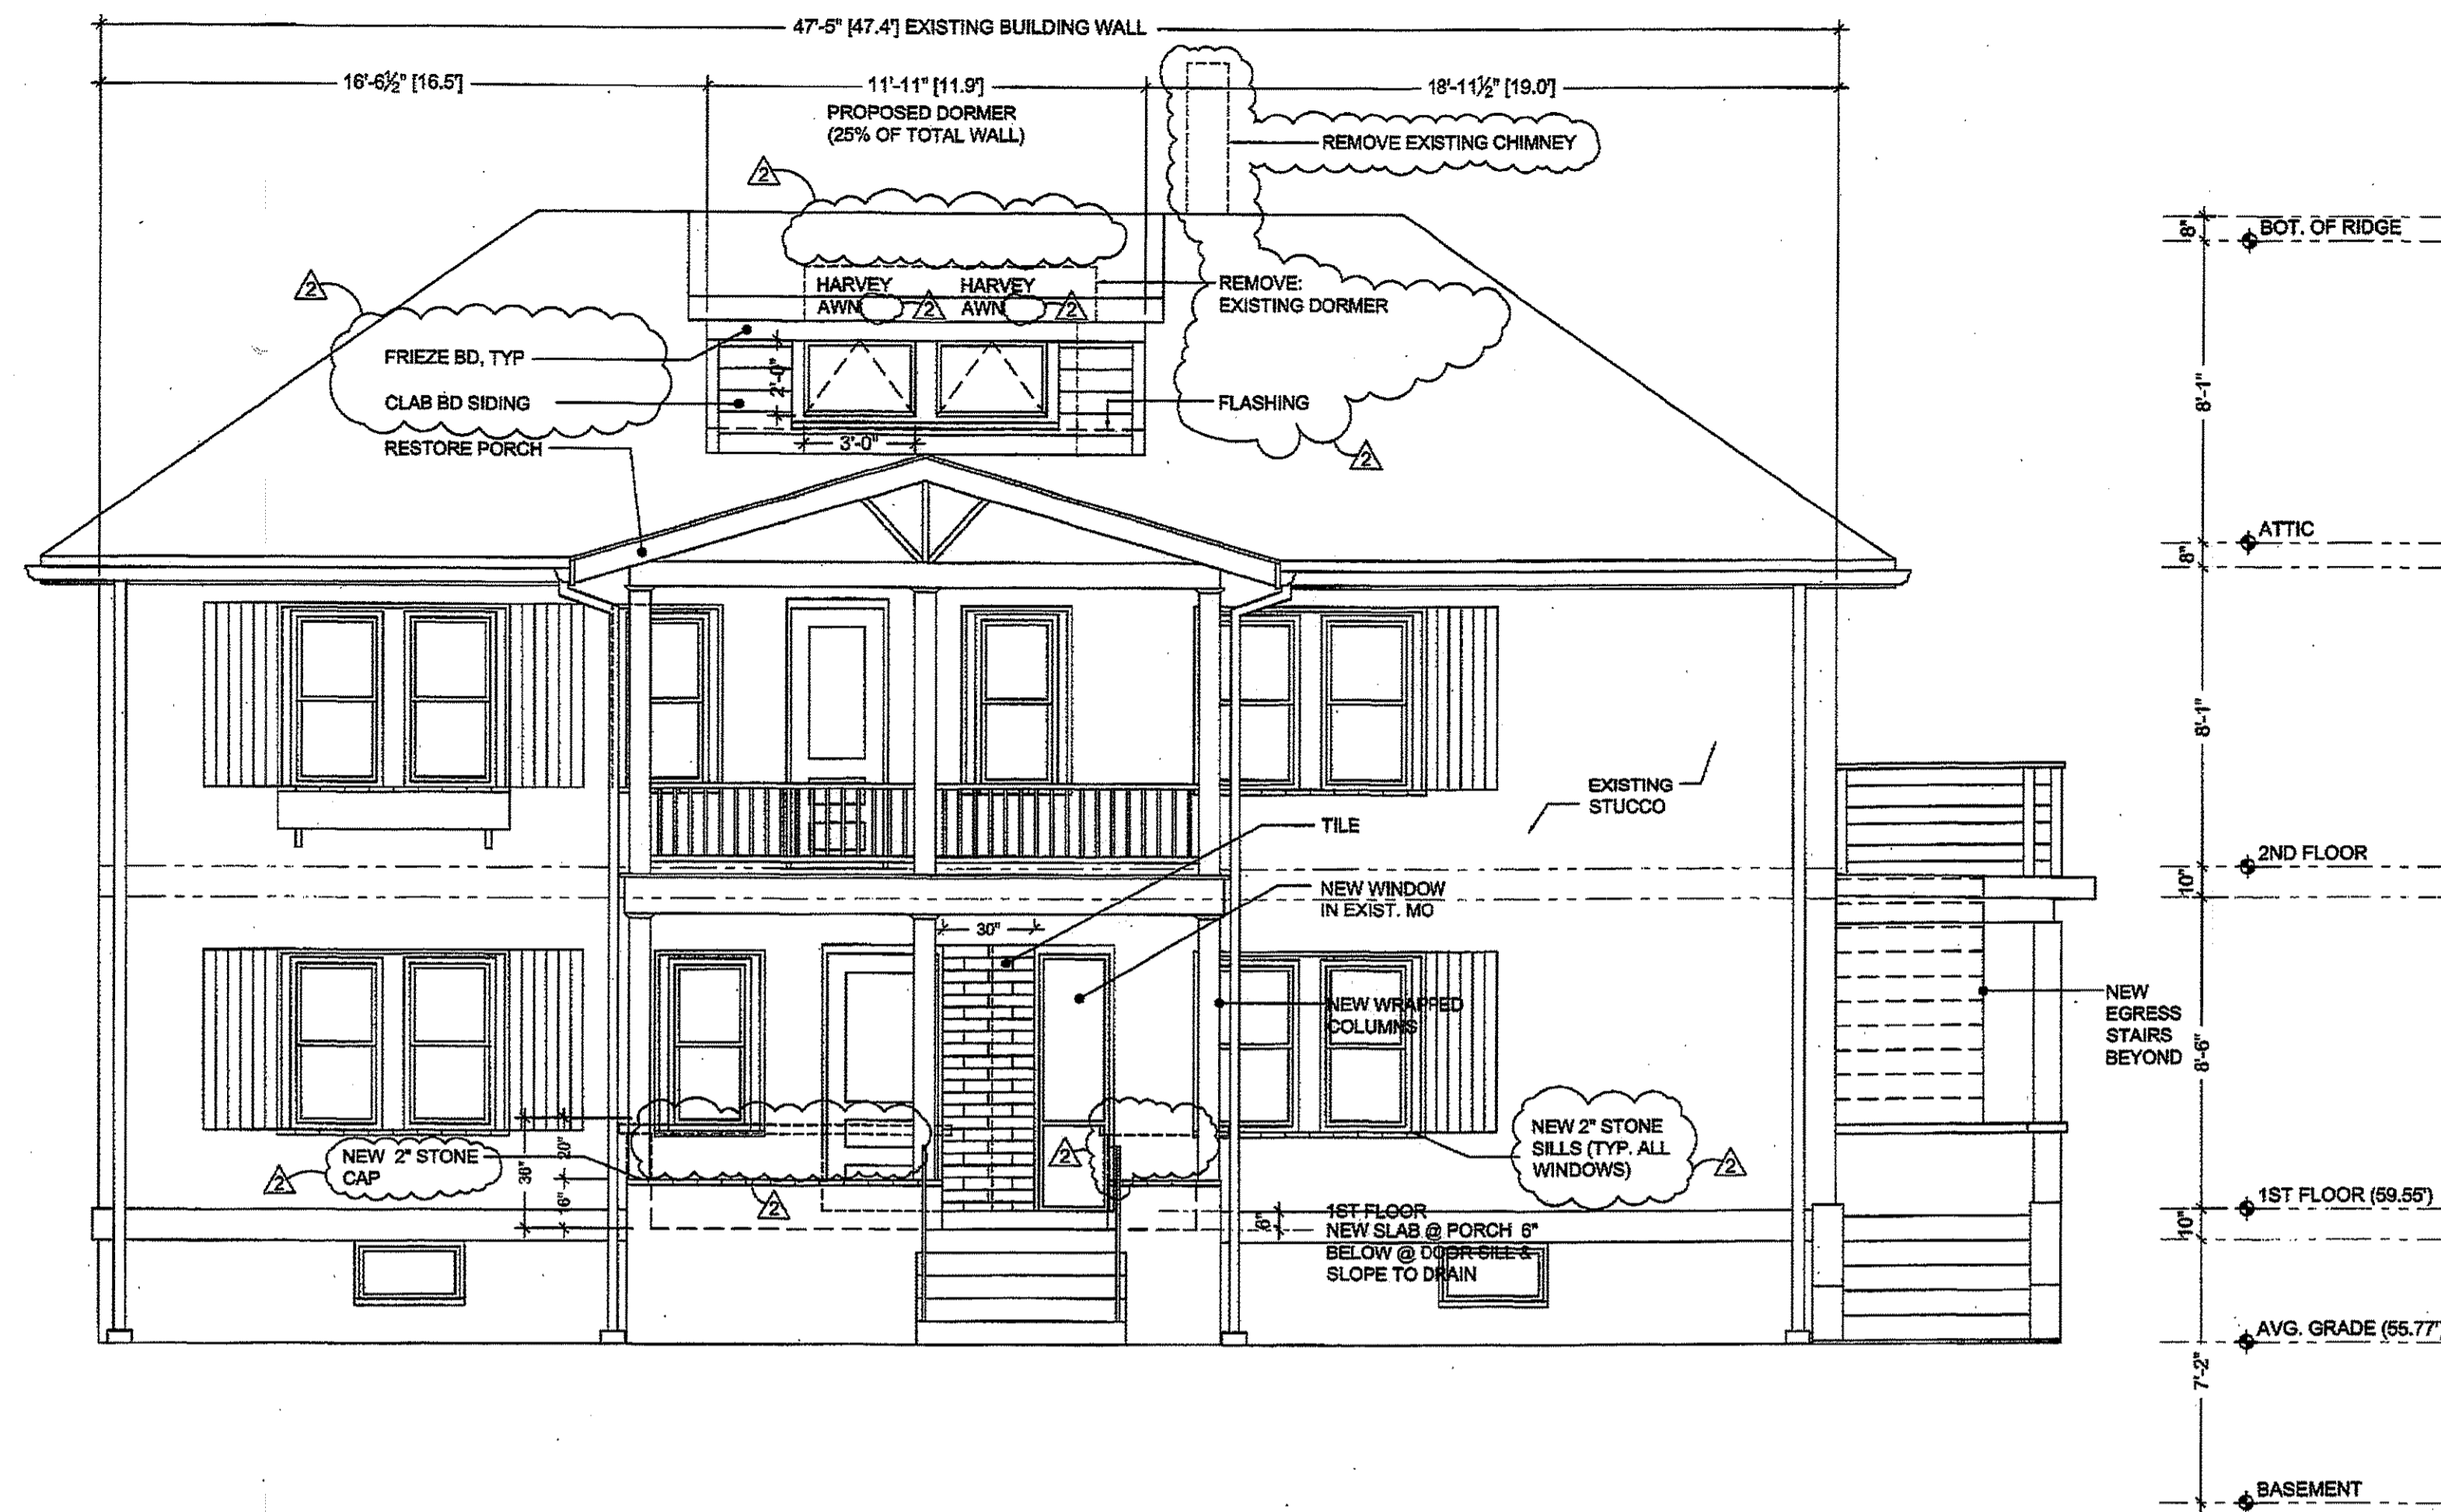 47'-5" [47.4'] EXISTING BUILDING WALL
16'-6½" [16.5']
11'-11" [11.9']
18'-11½" [19.0']
PROPOSED DORMER
(25% OF TOTAL WALL)
REMOVE EXISTING CHIMNEY
2
8"
BOT. OF RIDGE
2
HARVEY
AWN
2
HARVEY
AWN
2
REMOVE:
EXISTING DORMER
FRIEZE BD, TYP
CLAB BD SIDING
2'-0"
FLASHING
8'-1"
RESTORE PORCH
3'-0"
2
ATTIC
8"
8'-1"
EXISTING
STUCCO
TILE
2ND FLOOR
NEW WINDOW
IN EXIST. MO
10"
30"
NEW WRAPPED
COLUMNS
NEW
EGRESS
STAIRS
BEYOND
8'-6"
NEW 2" STONE
CAP
2
36"
20"
16"
2
2
NEW 2" STONE
SILLS (TYP. ALL
WINDOWS)
2
1ST FLOOR (59.55')
1ST FLOOR
NEW SLAB @ PORCH 6"
BELOW @ DOOR SILL &
SLOPE TO DRAIN
6"
10"
AVG. GRADE (55.77')
7'-2"
BASEMENT